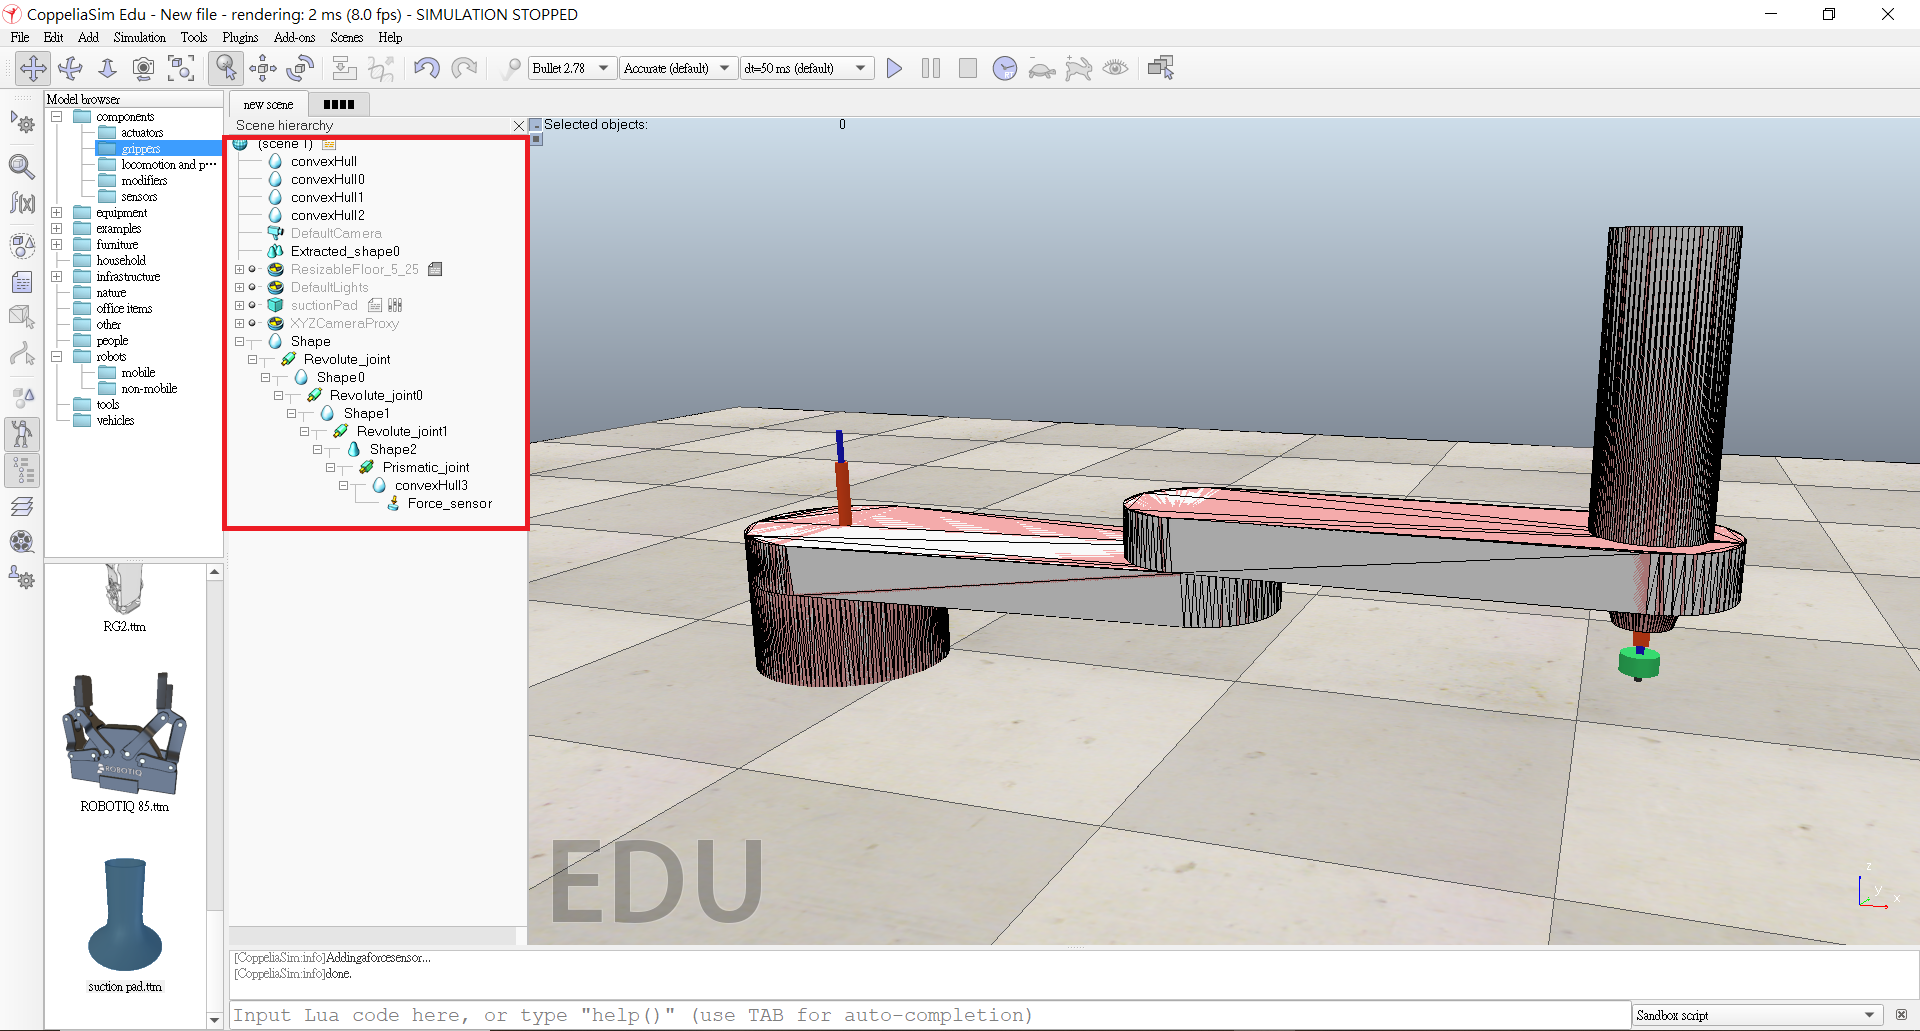 CoppeliaSim Edu - New file - rendering: 2 ms (8.0 fps) - SIMULATION STOPPED
File Edit Add Simulation Tools Plugins Add-ons Scenes Help
Bullet 2.78 Accurate (default) dt=50 ms (default)
Model browser
components
actuators
grippers
locomotion and p···
modifiers
sensors
equipment
examples
furniture
household
infrastructure
nature
office items
other
people
robots
mobile
non-mobile
tools
vehicles
RG2.ttm
ROBOTIQ
ROBOTIQ 85.ttm
suction pad.ttm
new scene
Scene hierarchy
(scene 1)
convexHull
convexHull0
convexHull1
convexHull2
DefaultCamera
Extracted_shape0
ResizableFloor_5_25
DefaultLights
suctionPad
XYZCameraProxy
Shape
Revolute_joint
Shape0
Revolute_joint0
Shape1
Revolute_joint1
Shape2
Prismatic_joint
convexHull3
Force_sensor
Selected objects: 0
EDU
z
y
x
[CoppeliaSim:info]Addingaforcesensor...
[CoppeliaSim:info]done.
Input Lua code here, or type "help()" (use TAB for auto-completion)
Sandbox script